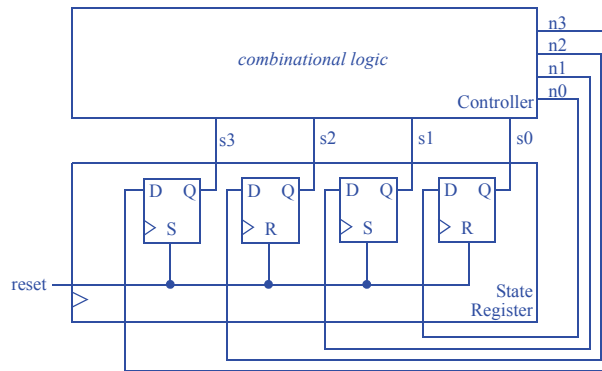 n3
n2
combinational logic
n1
Controller
n0
s3
s2
s1
s0
D Q
D Q
D Q
D Q
S
R
S
R
reset
State
Register